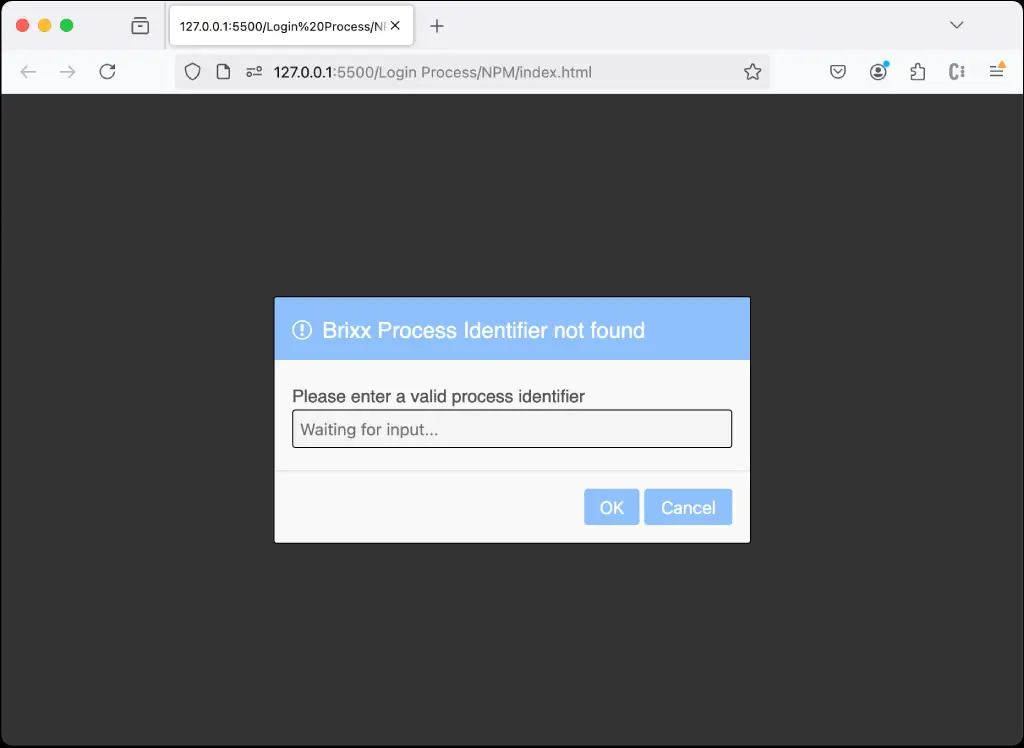 127.0.0.1:5500/Login%20Process/NP
127.0.0.1:5500/Login Process/NPM/index.html
Brixx Process Identifier not found
Please enter a valid process identifier
Waiting for input...
OK Cancel